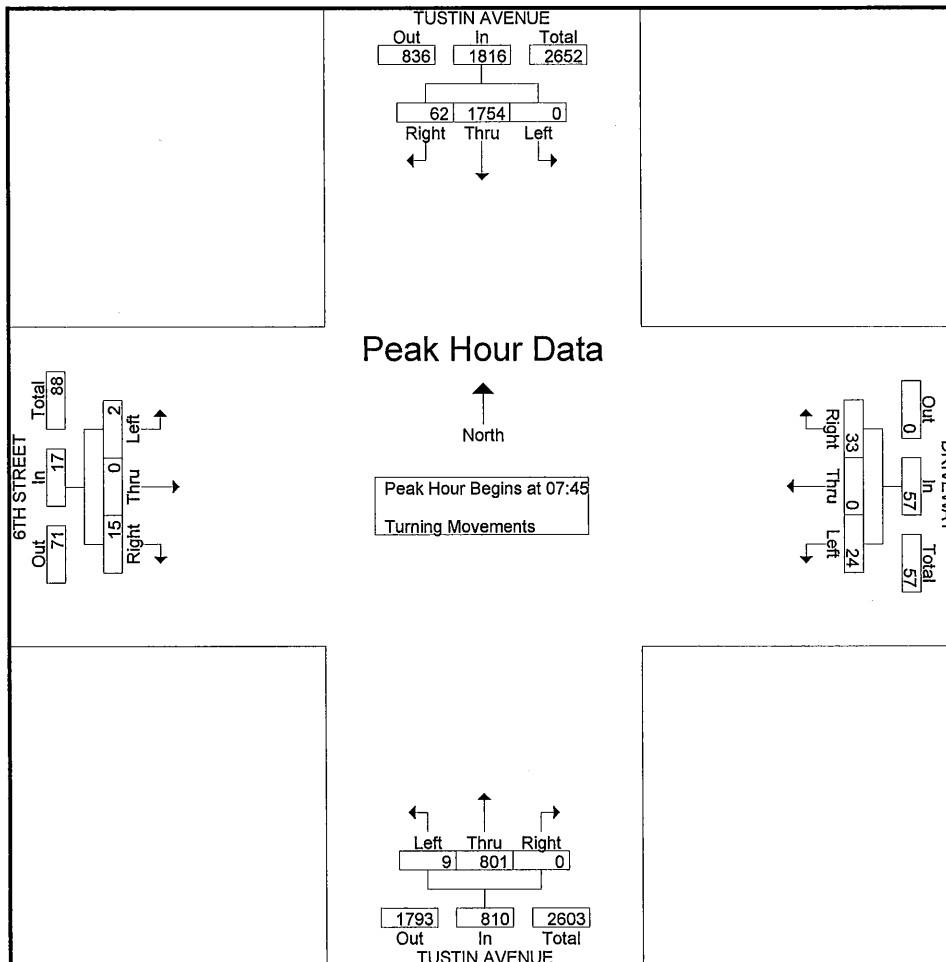 TUSTIN AVENUE
Out In Total
836 1816 2652
62 1754 0
Right Thru Left
Peak Hour Data
North
Peak Hour Begins at 07:45
Turning Movements
6TH STREET
Out In Total
71 17 88
15 0 2
Right Thru Left
Out In Total
0 57 57
33 0 24
Right Thru Left
Left Thru Right
9 801 0
1793 810 2603
Out In Total
TUSTIN AVENUE